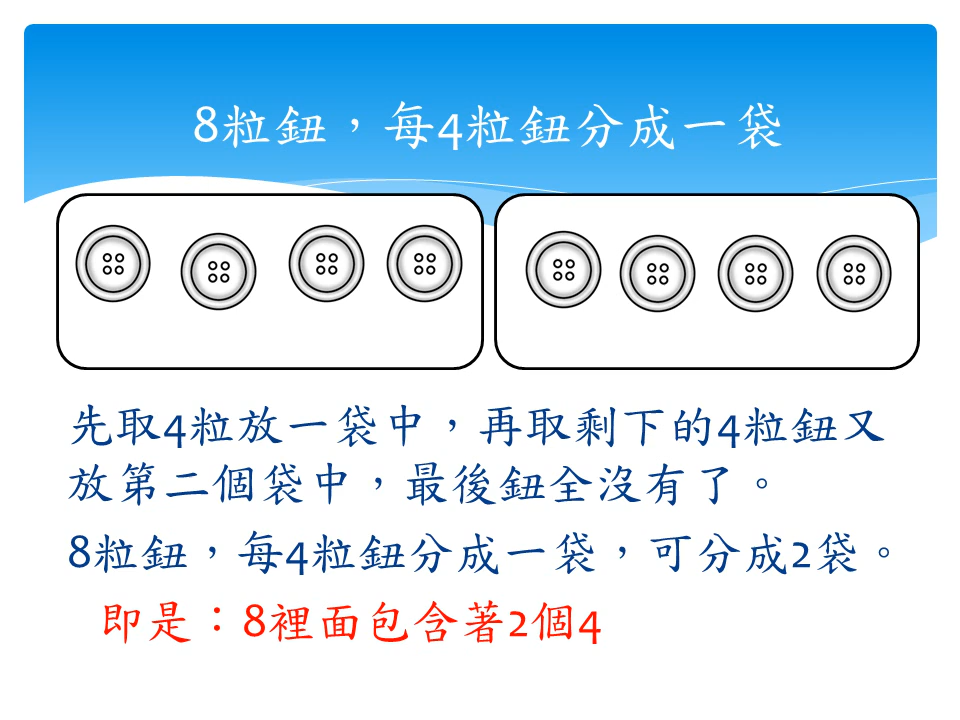 8粒鈕，每4粒鈕分成一袋
先取4粒放一袋中，再取剩下的4粒鈕又
放第二個袋中，最後鈕全沒有了。
8粒鈕，每4粒鈕分成一袋，可分成2袋。
即是：8裡面包含著2個4